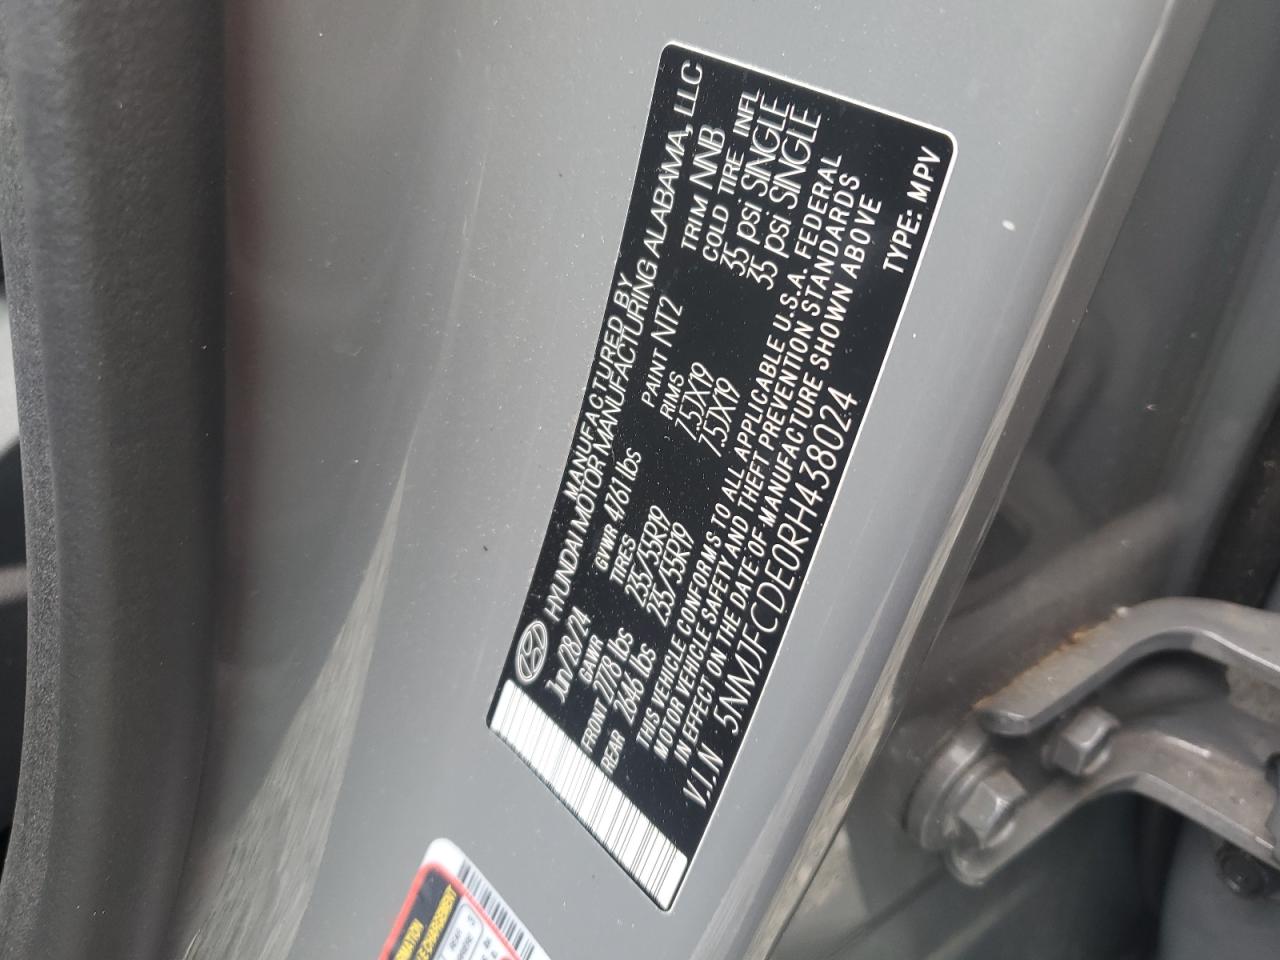 MANUFACTURED BY
HYUNDAI MOTOR MANUFACTURING ALABAMA, LLC
Jun/28/24 GVWR 4761 lbs PAINT NT2 TRIM NNB
GAWR TIRES RIMS COLD TIRE INFL
FRONT 2778 lbs 235/55R19 7.5JX19 35 psi SINGLE
REAR 2646 lbs 235/55R19 7.5JX19 35 psi SINGLE
THIS VEHICLE CONFORMS TO ALL APPLICABLE U.S.A. FEDERAL
MOTOR VEHICLE SAFETY AND THEFT PREVENTION STANDARDS
IN EFFECT ON THE DATE OF MANUFACTURE SHOWN ABOVE
V.I.N 5NMJFCDE0RH438024 TYPE: MPV
REAR